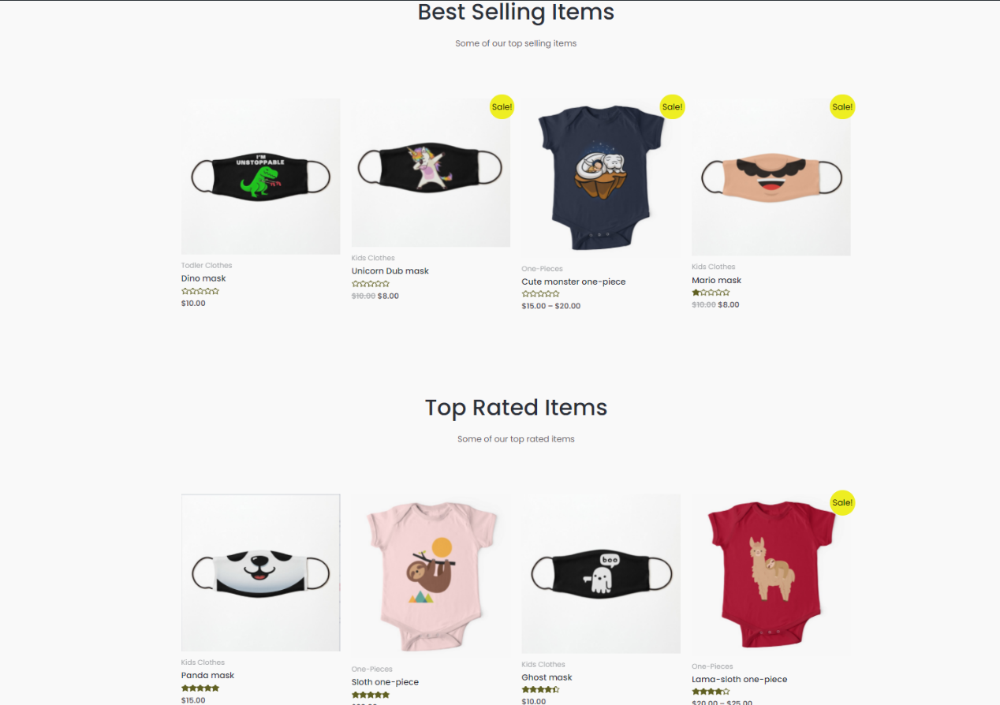 Best Selling Items
Some of our top selling items
Sale!
Sale!
Sale!
I'M
UNSTOPPABLE
Todler Clothes
Dino mask
$10.00
Kids Clothes
Unicorn Dub mask
$10.00 $8.00
One-Pieces
Cute monster one-piece
$15.00 – $20.00
Kids Clothes
Mario mask
$10.00 $8.00
Top Rated Items
Some of our top rated items
Sale!
boo
Kids Clothes
Panda mask
$15.00
One-Pieces
Sloth one-piece
Kids Clothes
Ghost mask
$10.00
One-Pieces
Lama-sloth one-piece
$20.00 – $25.00